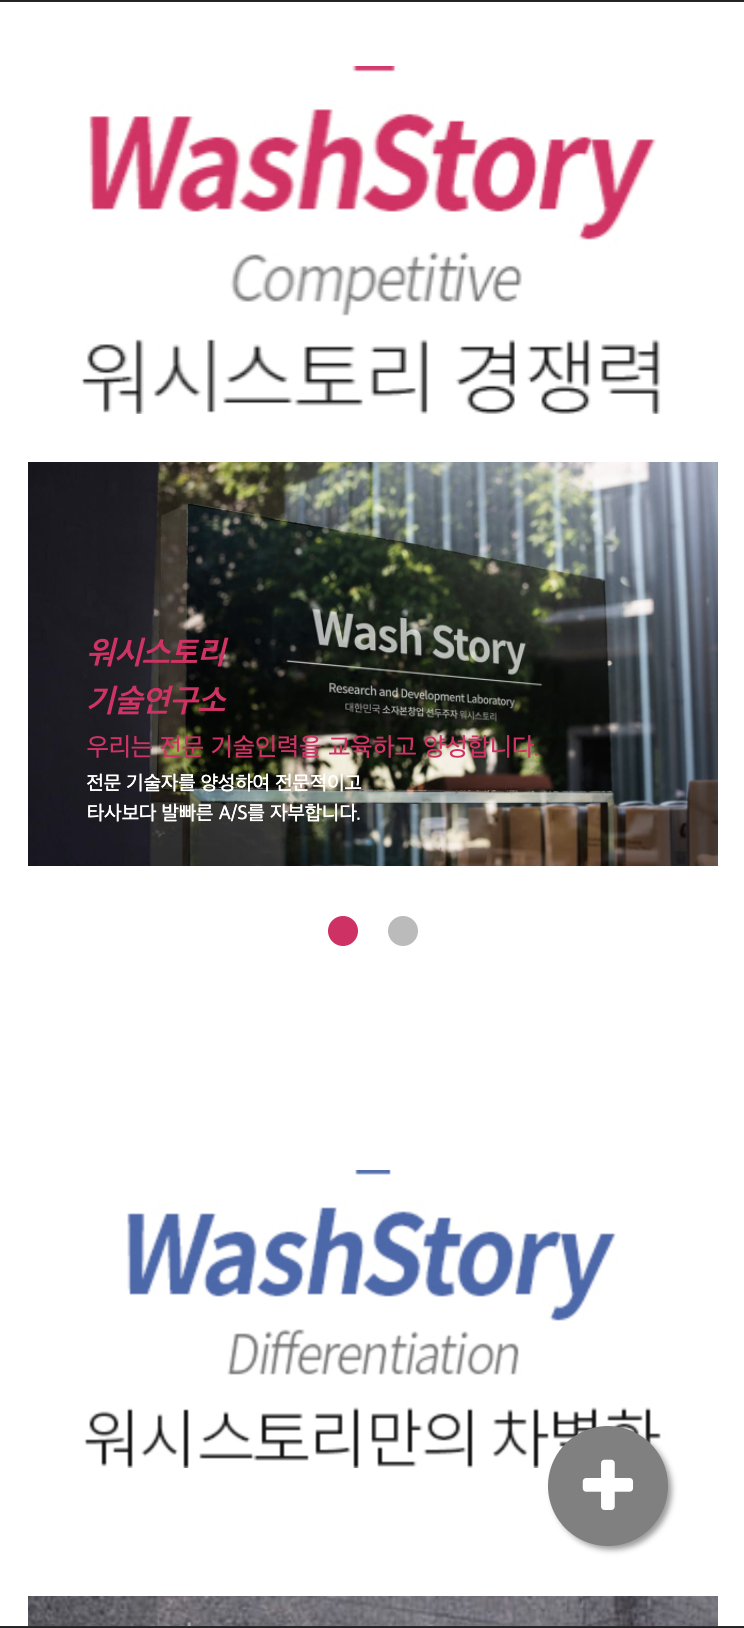 WashStory
Competitive
워시스토리 경쟁력
Wash Story
Research and Development Laboratory
대한민국 소자본창업 선두주자 워시스토리
워시스토리
기술연구소
우리는 전문 기술인력을 교육하고 양성합니다.
전문 기술자를 양성하여 전문적이고
타사보다 발빠른 A/S를 자부합니다.
WashStory
Differentiation
워시스토리만의